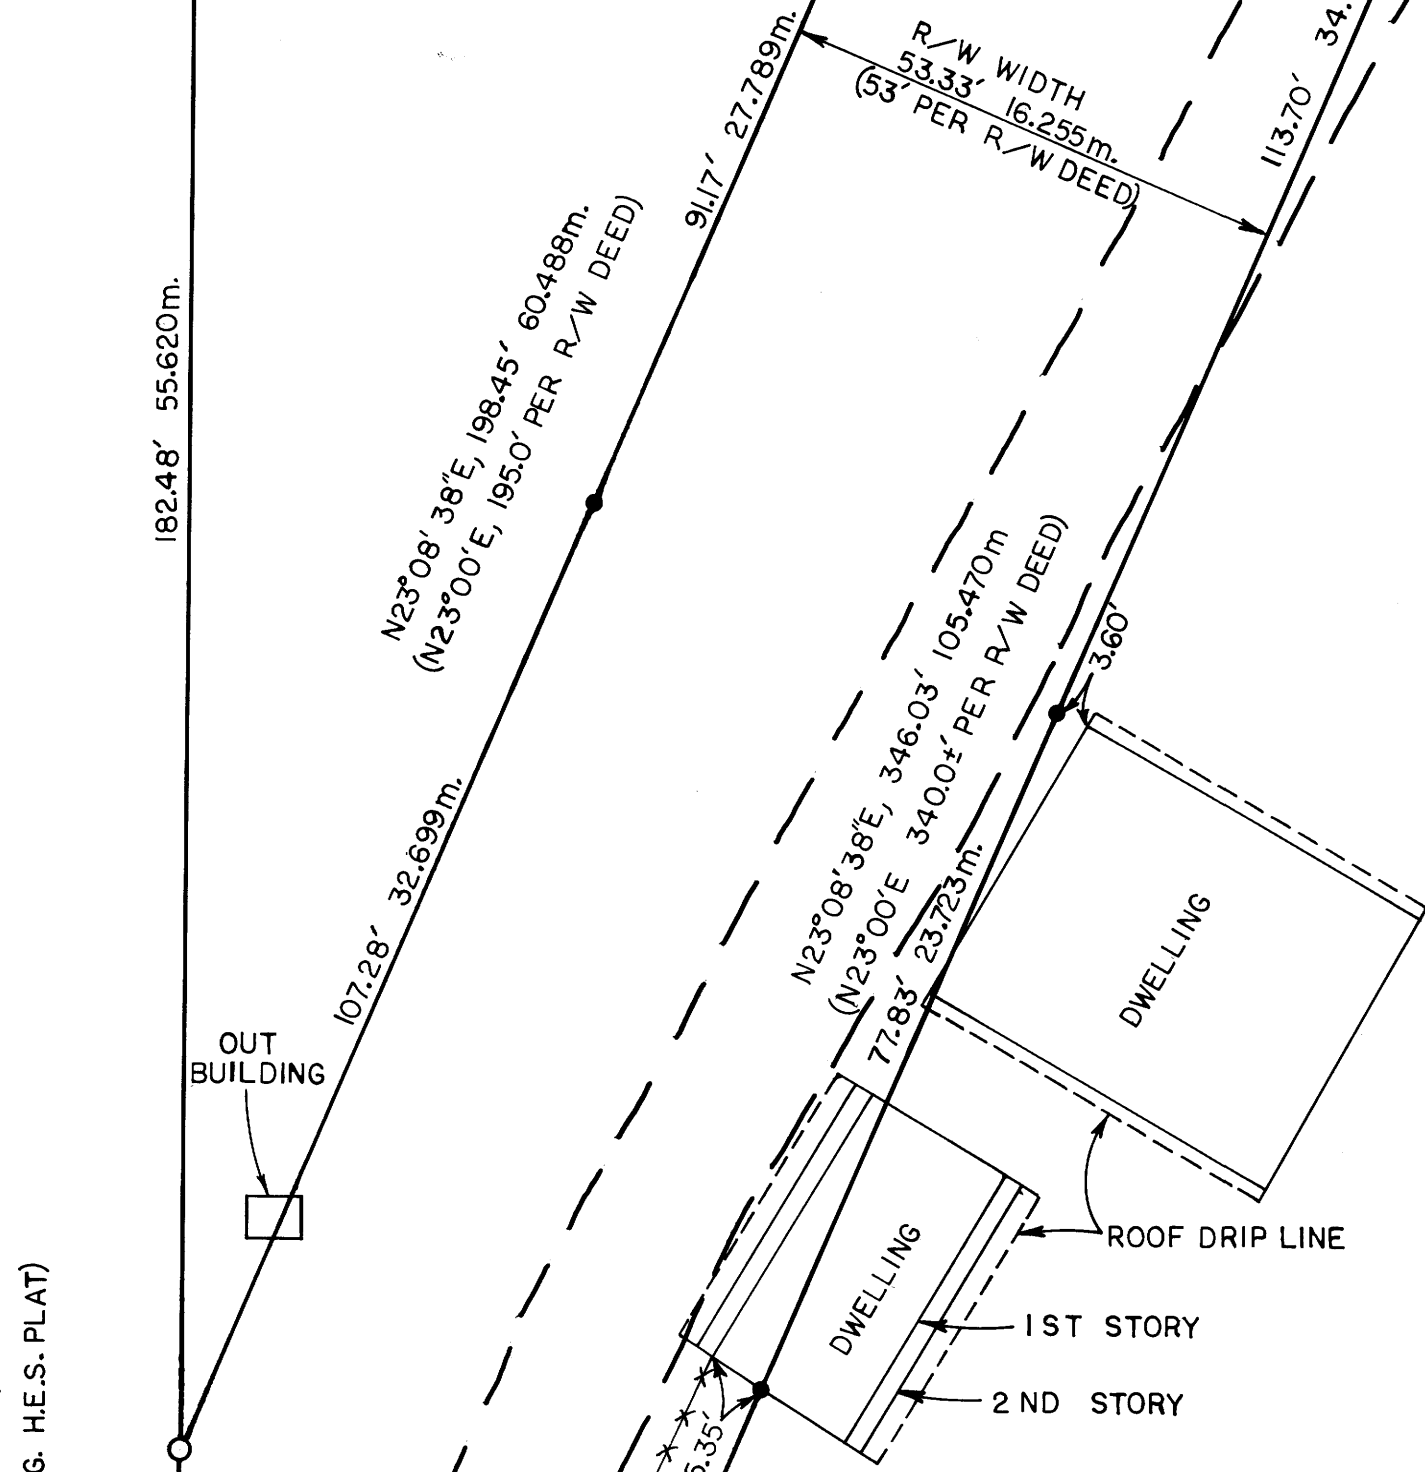 R/W WIDTH
53.33' 16.255m.
(53' PER R/W DEED)
91.17' 27.789m.
113.70' 34.
182.48' 55.620m.
N23°08'38"E, 198.45' 60.488m.
(N23°00'E, 195.0' PER R/W DEED)
N23°08'38"E, 346.03' 105.470m
(N23°00'E 340.0±' PER R/W DEED)
3.60'
107.28' 32.699m.
77.83' 23.723m.
DWELLING
OUT
BUILDING
ROOF DRIP LINE
DWELLING
1ST STORY
2ND STORY
.35'
G. H.E.S. PLAT)